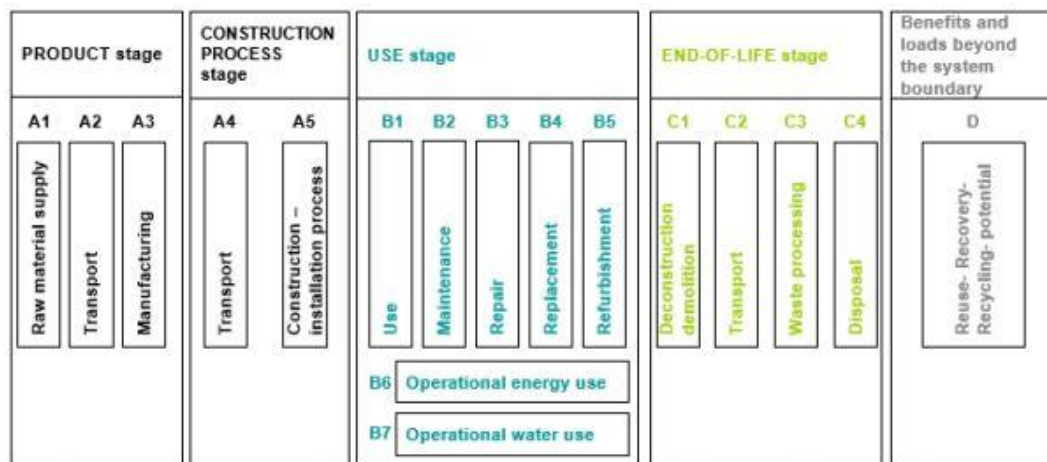 PRODUCT stage
A1 A2 A3
Raw material supply
Transport
Manufacturing
CONSTRUCTION
PROCESS
stage
A4 A5
Transport
Construction –
installation process
USE stage
B1 B2 B3 B4 B5
Use
Maintenance
Repair
Replacement
Refurbishment
B6 Operational energy use
B7 Operational water use
END-OF-LIFE stage
C1 C2 C3 C4
Deconstruction
demolition
Transport
Waste processing
Disposal
Benefits and
loads beyond
the system
boundary
D
Reuse- Recovery-
Recycling- potential